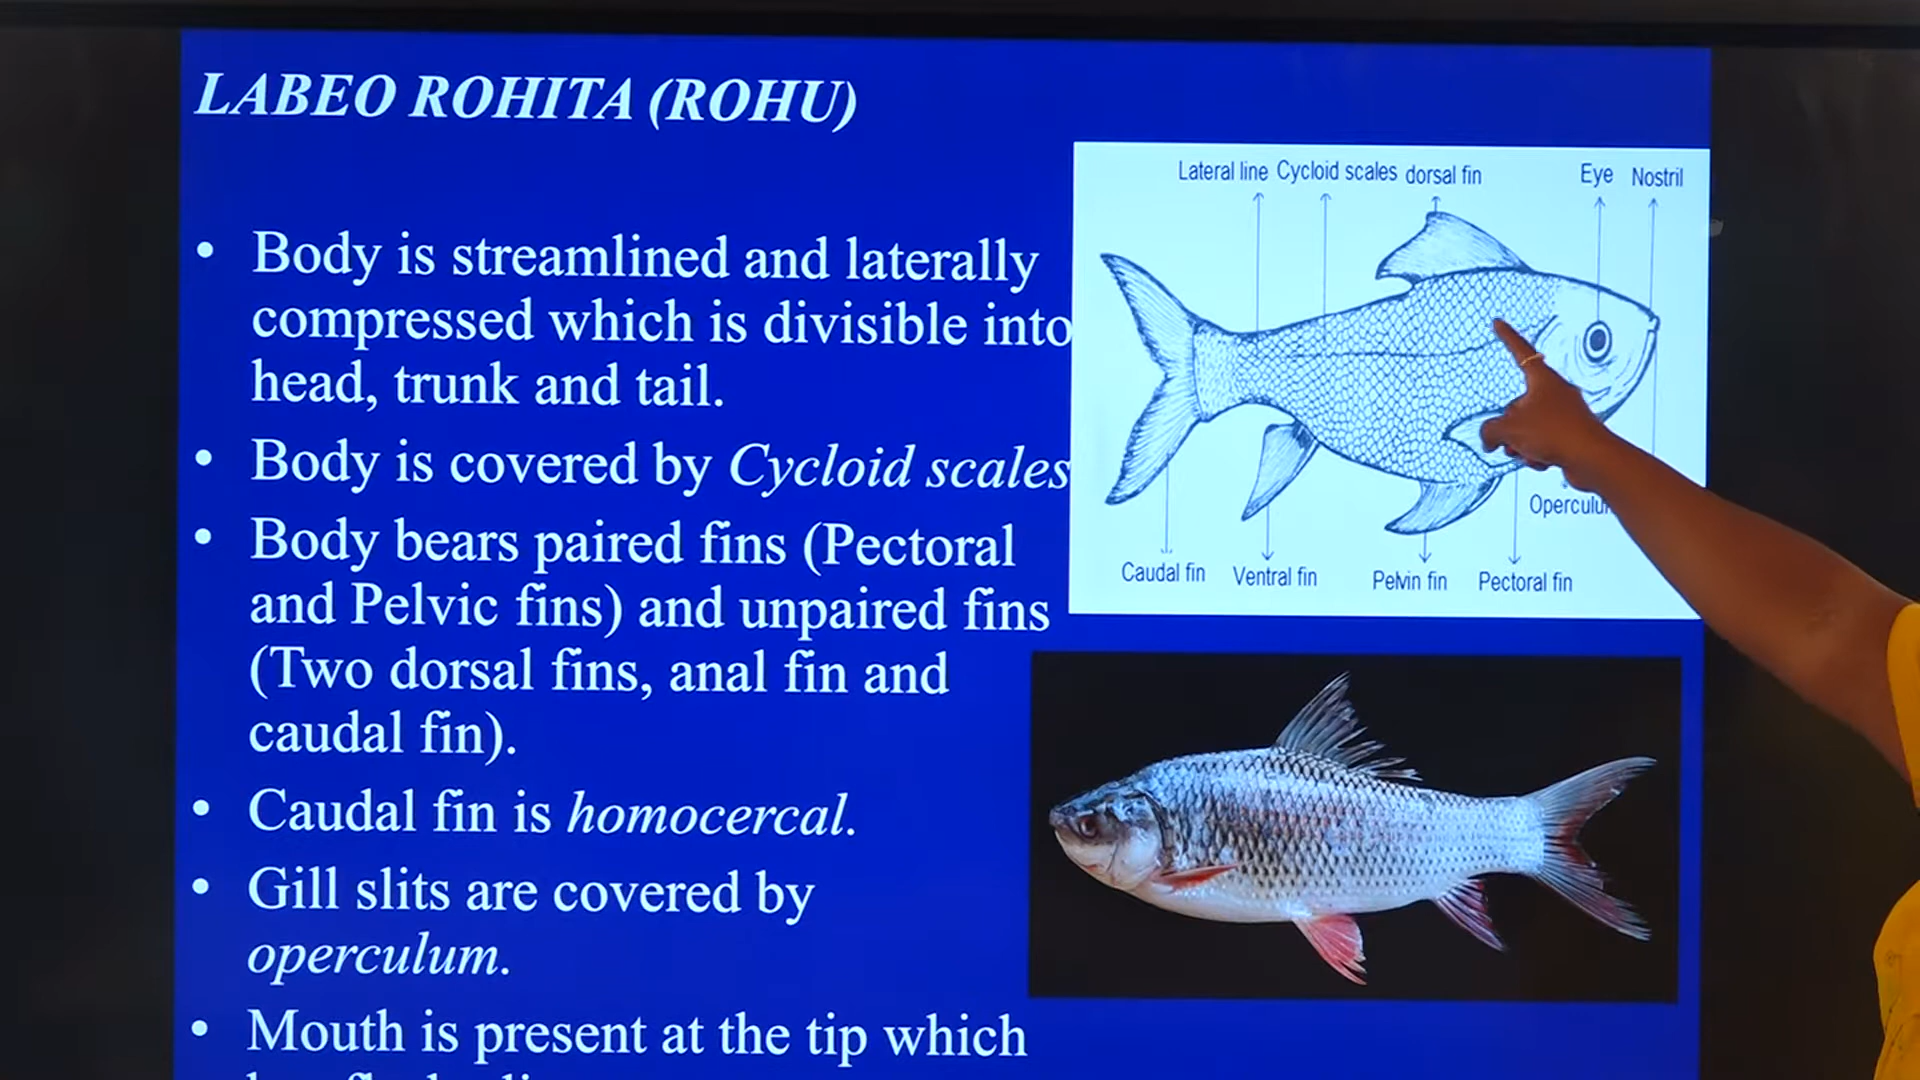 LABEO ROHITA (ROHU)
• Body is streamlined and laterally
compressed which is divisible into
head, trunk and tail.
• Body is covered by Cycloid scales
• Body bears paired fins (Pectoral
and Pelvic fins) and unpaired fins
(Two dorsal fins, anal fin and
caudal fin).
• Caudal fin is homocercal.
• Gill slits are covered by
operculum.
• Mouth is present at the tip which
Lateral line Cycloid scales dorsal fin Eye Nostril
Caudal fin Ventral fin Pelvin fin Pectoral fin